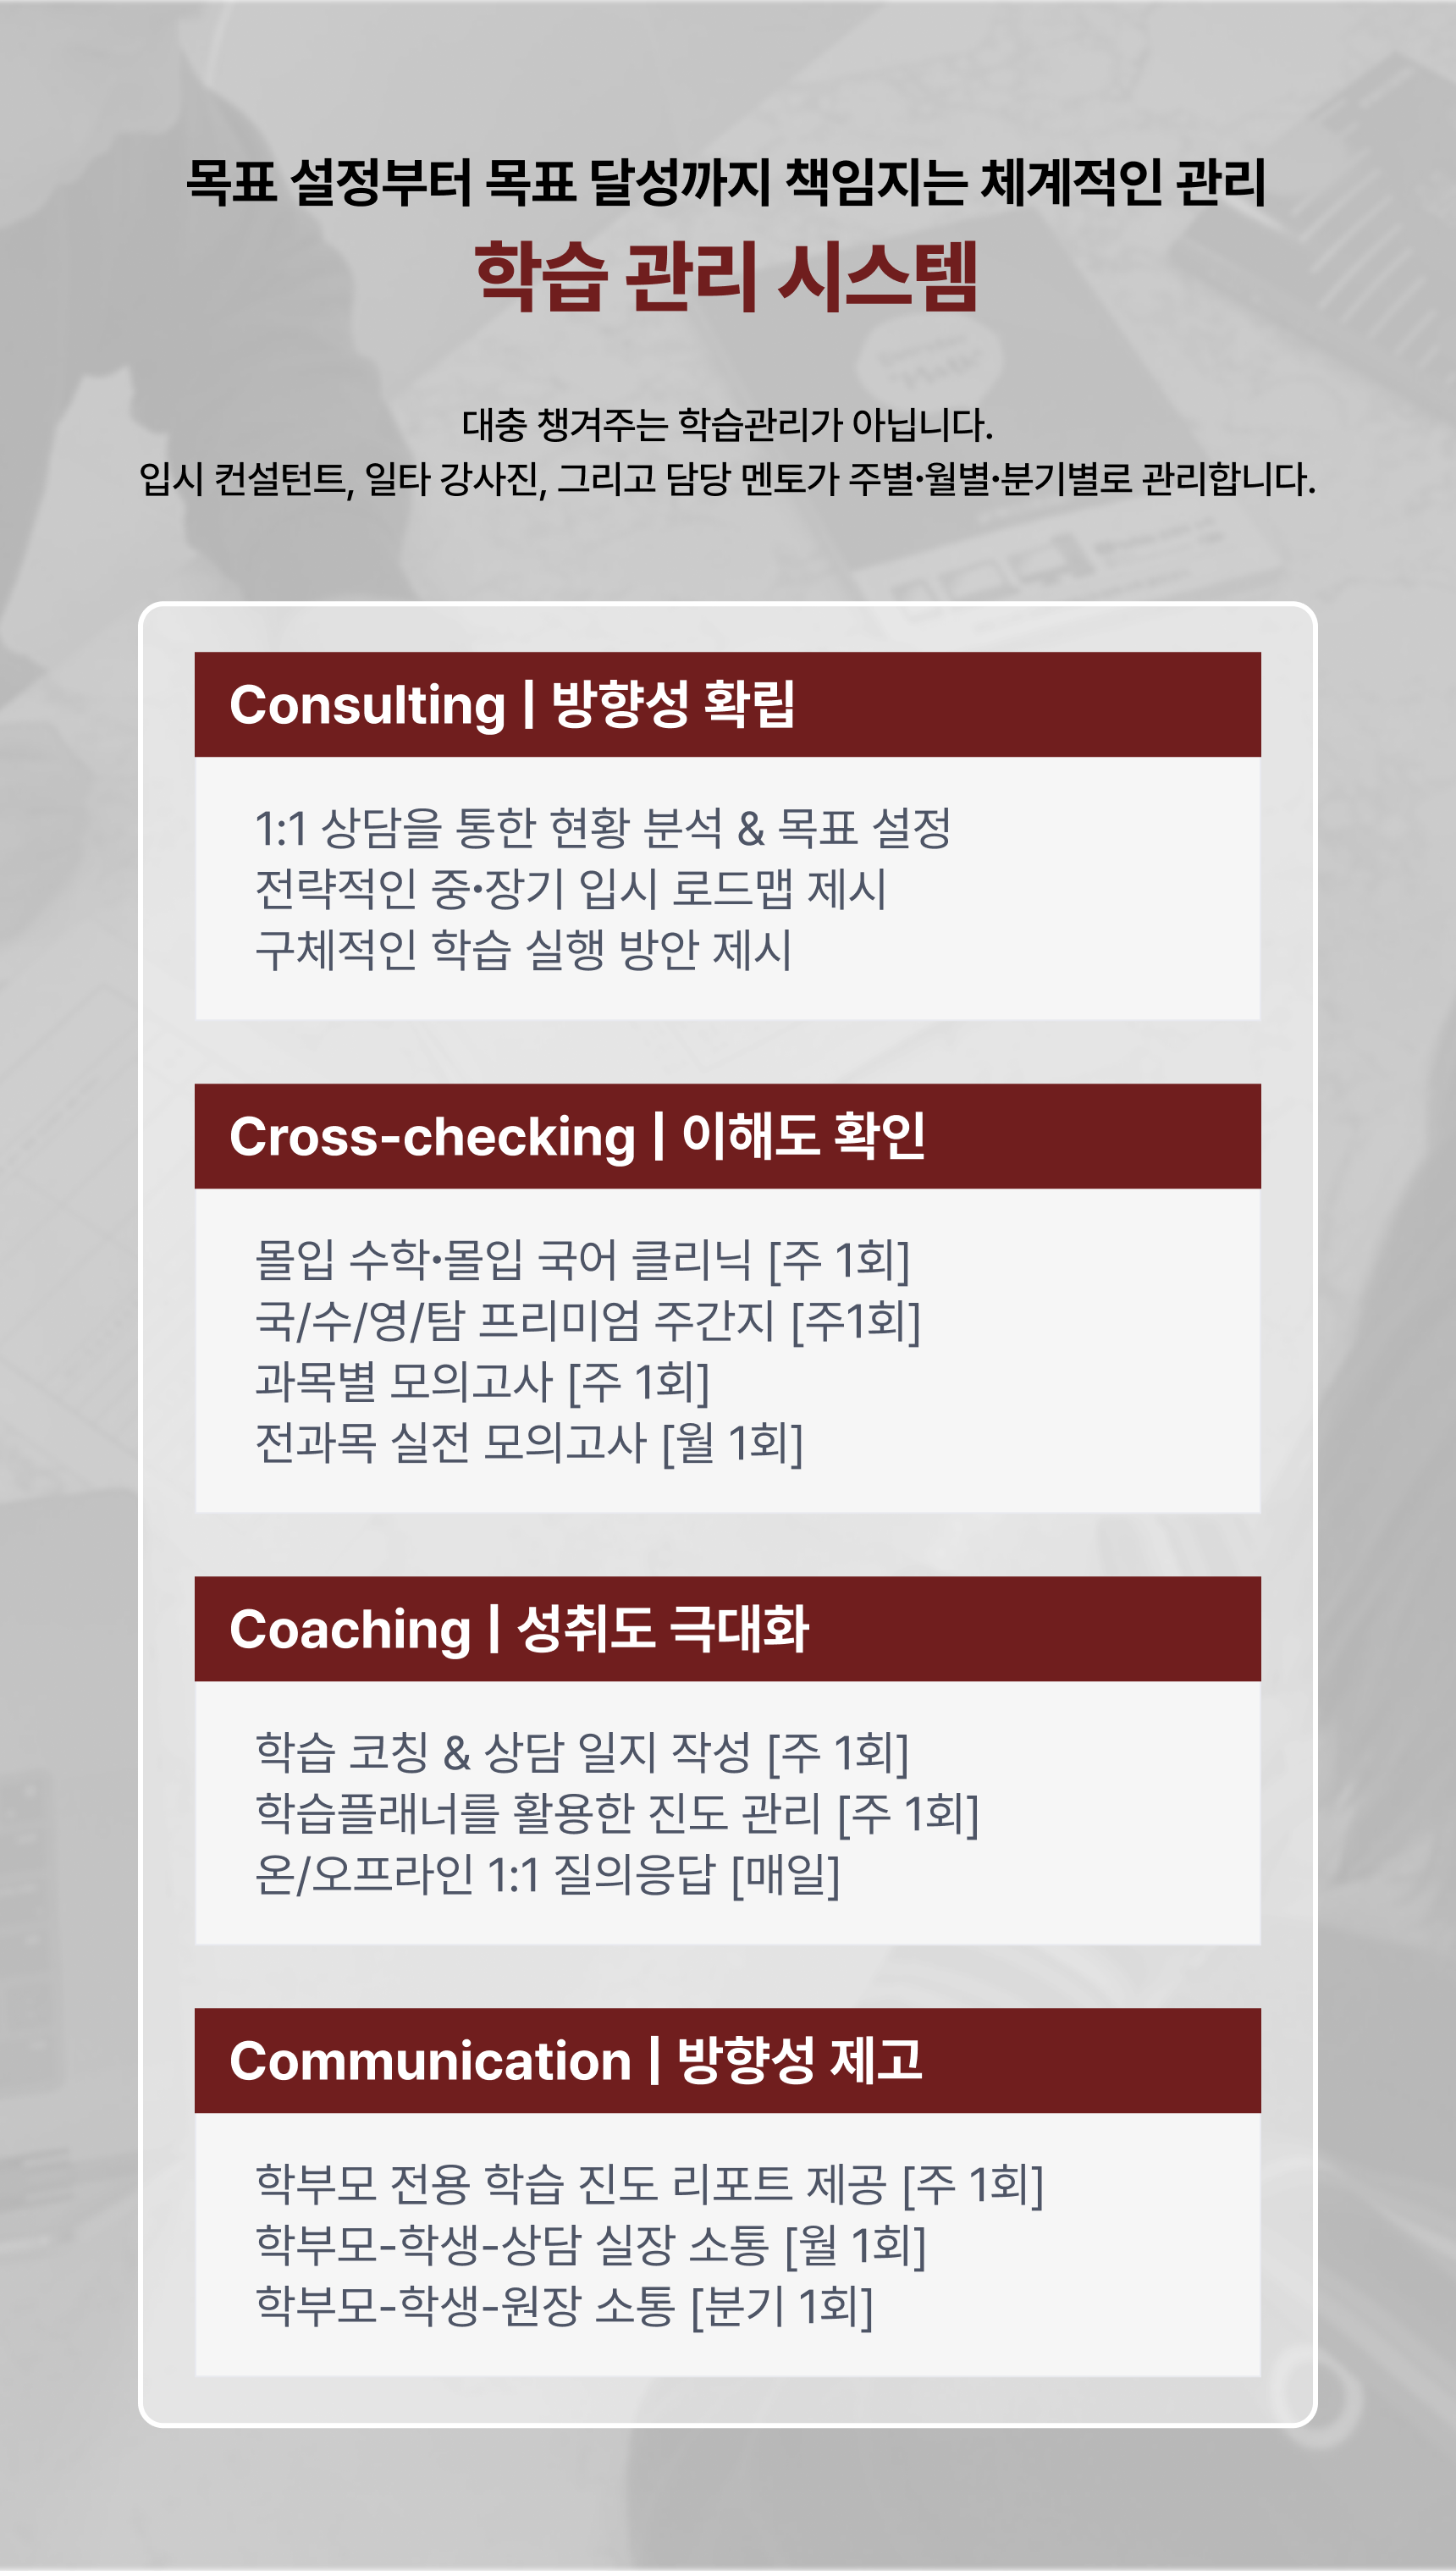 목표 설정부터 목표 달성까지 책임지는 체계적인 관리
학습 관리 시스템
대충 챙겨주는 학습관리가 아닙니다.
입시 컨설턴트, 일타 강사진, 그리고 담당 멘토가 주별•월별•분기별로 관리합니다.
Consulting | 방향성 확립
1:1 상담을 통한 현황 분석 & 목표 설정
전략적인 중•장기 입시 로드맵 제시
구체적인 학습 실행 방안 제시
Cross-checking | 이해도 확인
몰입 수학•몰입 국어 클리닉 [주 1회]
국/수/영/탐 프리미엄 주간지 [주1회]
과목별 모의고사 [주 1회]
전과목 실전 모의고사 [월 1회]
Coaching | 성취도 극대화
학습 코칭 & 상담 일지 작성 [주 1회]
학습플래너를 활용한 진도 관리 [주 1회]
온/오프라인 1:1 질의응답 [매일]
Communication | 방향성 제고
학부모 전용 학습 진도 리포트 제공 [주 1회]
학부모-학생-상담 실장 소통 [월 1회]
학부모-학생-원장 소통 [분기 1회]